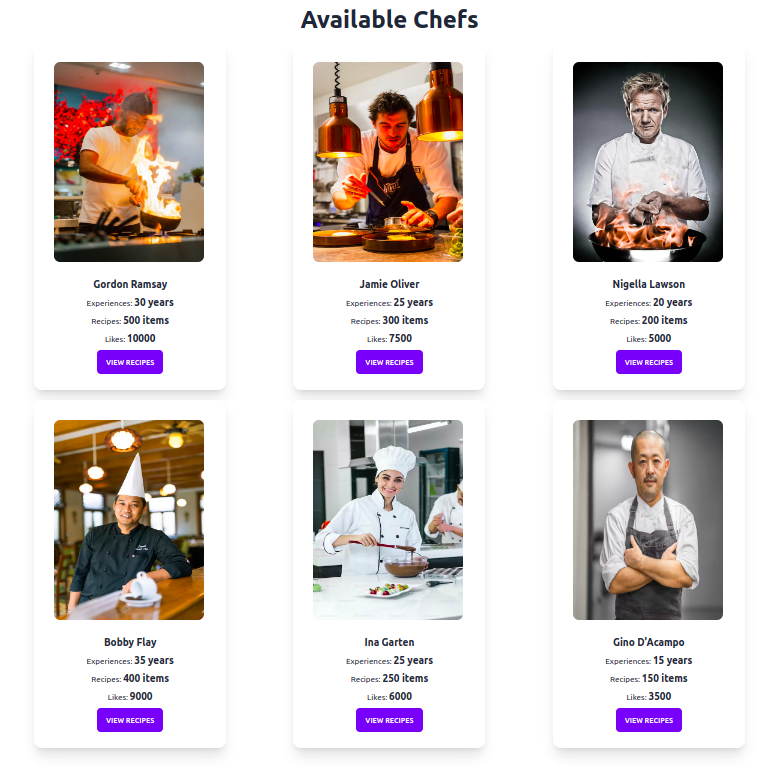 Available Chefs
Gordon Ramsay
Experiences: 30 years
Recipes: 500 items
Likes: 10000
VIEW RECIPES
Jamie Oliver
Experiences: 25 years
Recipes: 300 items
Likes: 7500
VIEW RECIPES
Nigella Lawson
Experiences: 20 years
Recipes: 200 items
Likes: 5000
VIEW RECIPES
Bobby Flay
Experiences: 35 years
Recipes: 400 items
Likes: 9000
VIEW RECIPES
Ina Garten
Experiences: 25 years
Recipes: 250 items
Likes: 6000
VIEW RECIPES
Gino D'Acampo
Experiences: 15 years
Recipes: 150 items
Likes: 3500
VIEW RECIPES